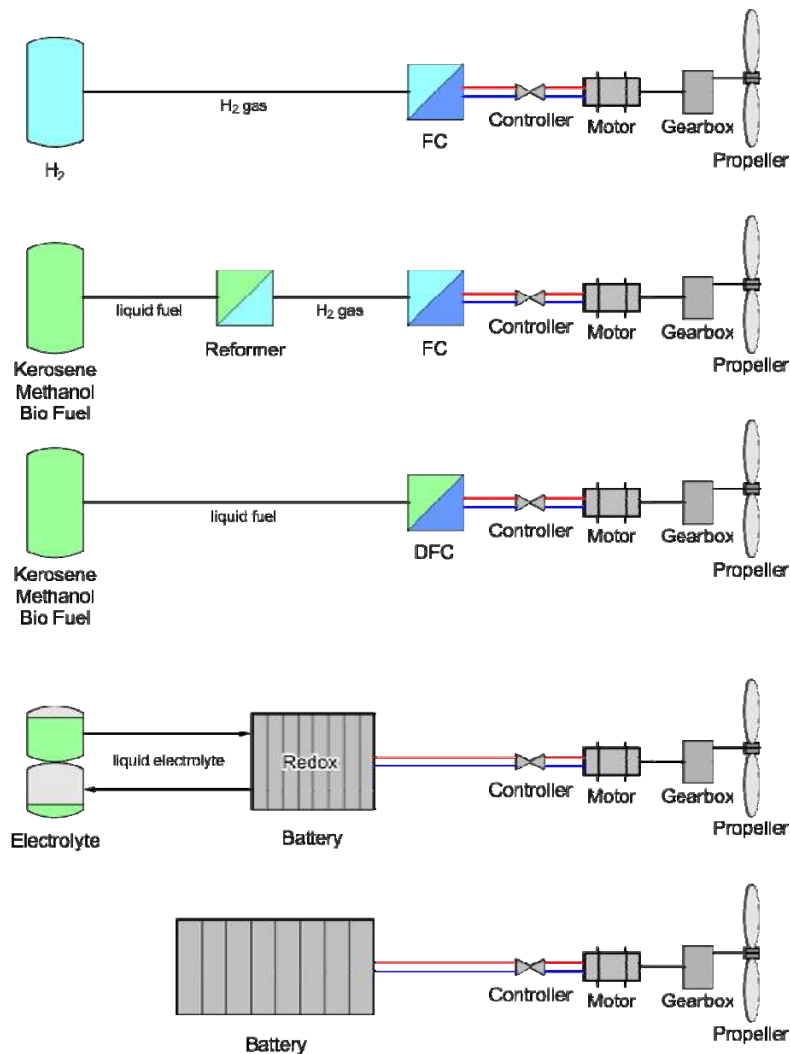 H₂ gas
H₂
FC
Controller
Motor
Gearbox
Propeller
liquid fuel
H₂ gas
Kerosene
Methanol
Bio Fuel
Reformer
FC
Controller
Motor
Gearbox
Propeller
liquid fuel
Kerosene
Methanol
Bio Fuel
DFC
Controller
Motor
Gearbox
Propeller
liquid electrolyte
Redox
Electrolyte
Battery
Controller
Motor
Gearbox
Propeller
Battery
Controller
Motor
Gearbox
Propeller